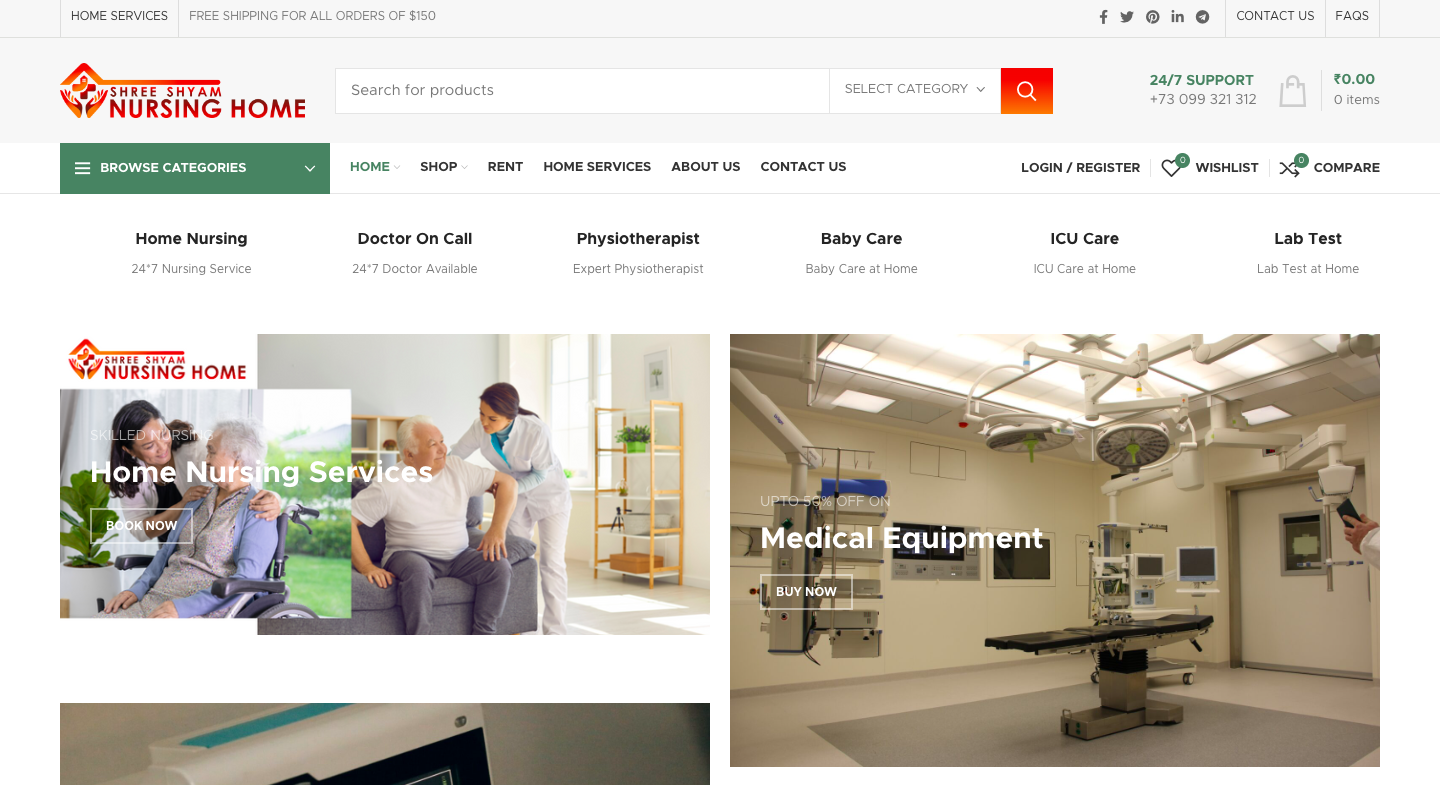 HOME SERVICES
FREE SHIPPING FOR ALL ORDERS OF $150
CONTACT US
FAQS
SHREE SHYAM
NURSING HOME
Search for products
SELECT CATEGORY
24/7 SUPPORT
+73 099 321 312
₹0.00
0 items
BROWSE CATEGORIES
HOME
SHOP
RENT
HOME SERVICES
ABOUT US
CONTACT US
LOGIN / REGISTER
0
WISHLIST
0
COMPARE
Home Nursing
24*7 Nursing Service
Doctor On Call
24*7 Doctor Available
Physiotherapist
Expert Physiotherapist
Baby Care
Baby Care at Home
ICU Care
ICU Care at Home
Lab Test
Lab Test at Home
SHREE SHYAM
NURSING HOME
SKILLED NURSING
Home Nursing Services
BOOK NOW
UPTO 50% OFF ON
Medical Equipment
BUY NOW